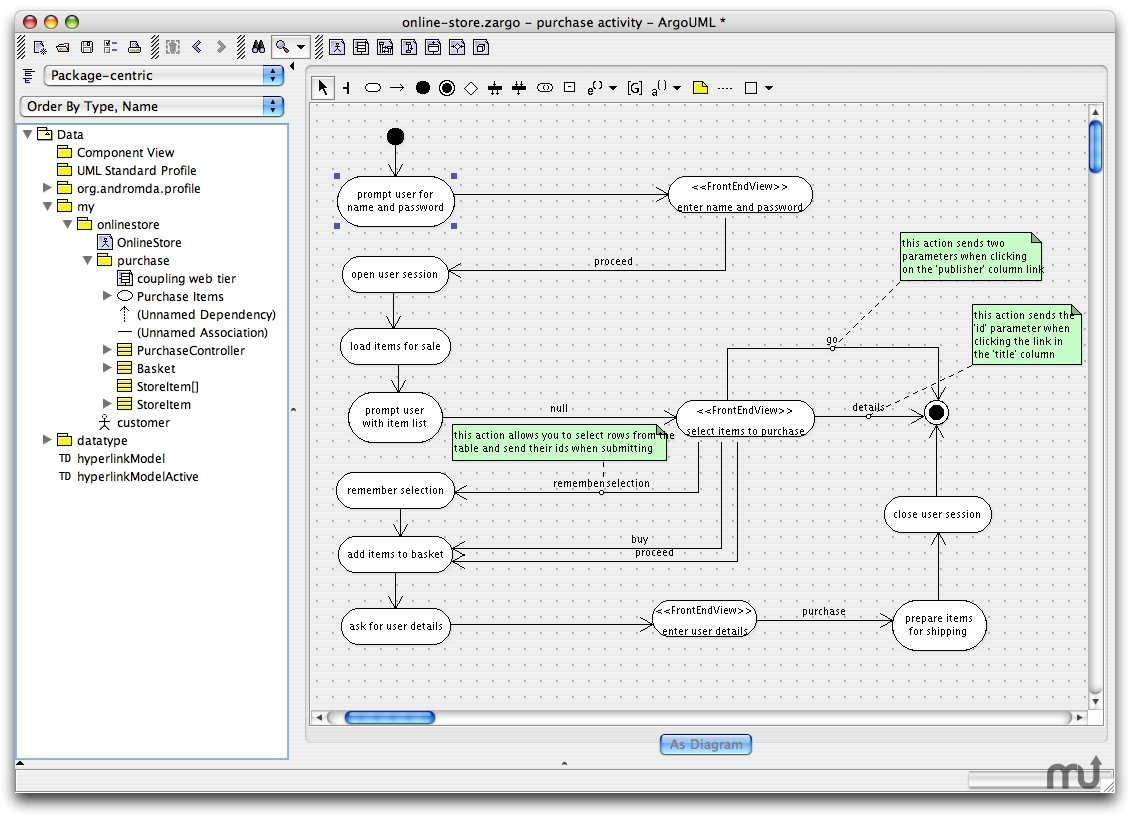 online-store.zargo – purchase activity – ArgoUML *
Package-centric
Order By Type, Name
Data
Component View
UML Standard Profile
org.andromda.profile
my
onlinestore
OnlineStore
purchase
coupling web tier
Purchase Items
(Unnamed Dependency)
(Unnamed Association)
PurchaseController
Basket
StoreItem[]
StoreItem
customer
datatype
TD hyperlinkModel
TD hyperlinkModelActive
[G]
prompt user for
name and password
<<FrontEndView>>
enter name and password
this action sends two
parameters when clicking
on the 'publisher' column link
proceed
open user session
this action sends the
'id' parameter when
clicking the link in
the 'title' column
load items for sale
go
prompt user
with item list
null
<<FrontEndView>>
select items to purchase
details
this action allows you to select rows from the
table and send their ids when submitting
remember selection
remember selection
close user session
buy
proceed
add items to basket
ask for user details
<<FrontEndView>>
enter user details
purchase
prepare items
for shipping
As Diagram
mu